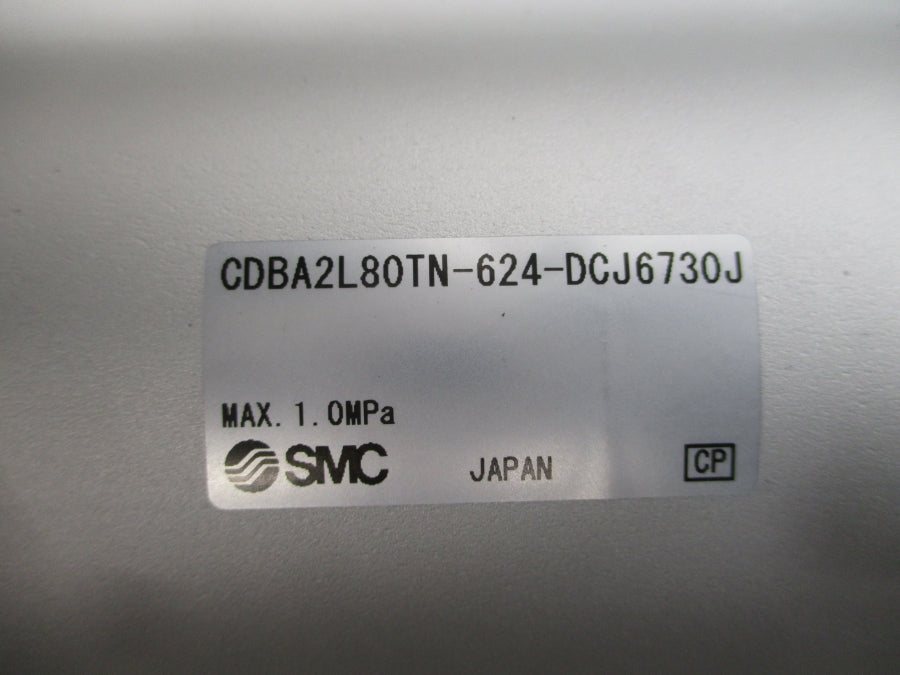 CDBA2L80TN-624-DCJ6730J
MAX. 1.0MPa
SMC JAPAN CP